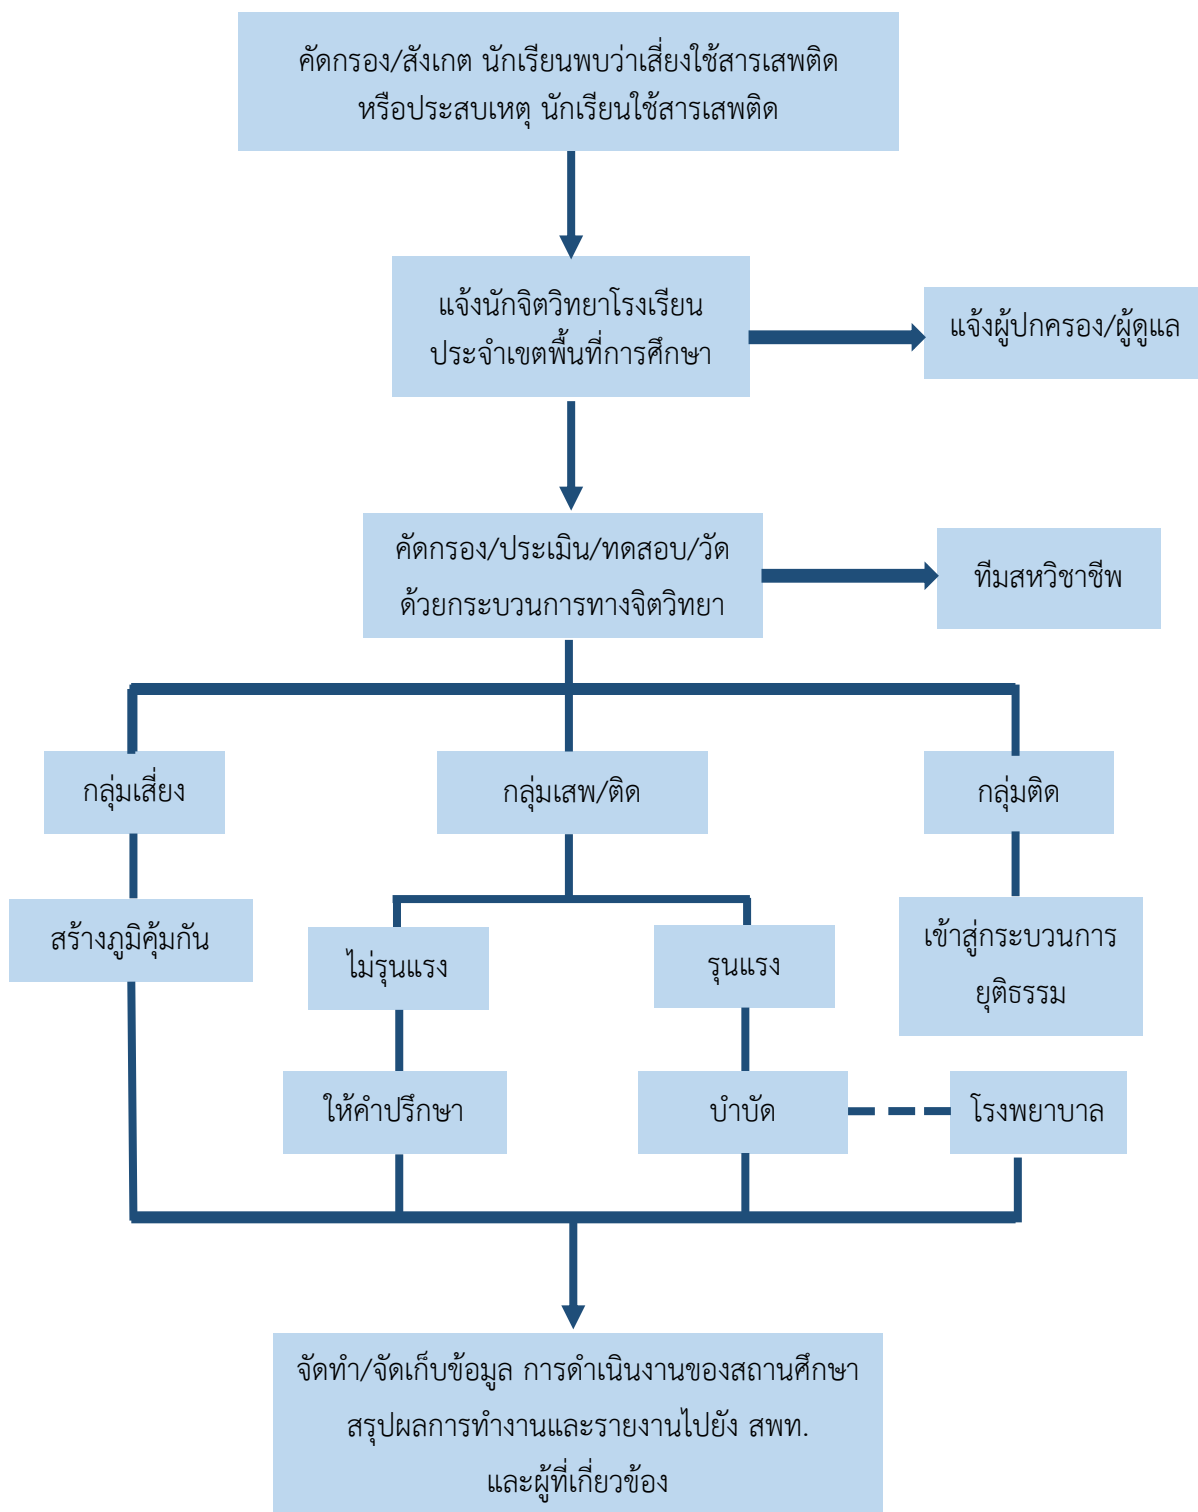 คัดกรอง/สังเกต นักเรียนพบว่าเสี่ยงใช้สารเสพติด
หรือประสบเหตุ นักเรียนใช้สารเสพติด
แจ้งนักจิตวิทยาโรงเรียน
ประจำเขตพื้นที่การศึกษา
แจ้งผู้ปกครอง/ผู้ดูแล
คัดกรอง/ประเมิน/ทดสอบ/วัด
ด้วยกระบวนการทางจิตวิทยา
ทีมสหวิชาชีพ
กลุ่มเสี่ยง
กลุ่มเสพ/ติด
กลุ่มติด
สร้างภูมิคุ้มกัน
ไม่รุนแรง
รุนแรง
เข้าสู่กระบวนการ
ยุติธรรม
ให้คำปรึกษา
บำบัด
โรงพยาบาล
จัดทำ/จัดเก็บข้อมูล การดำเนินงานของสถานศึกษา
สรุปผลการทำงานและรายงานไปยัง สพท.
และผู้ที่เกี่ยวข้อง